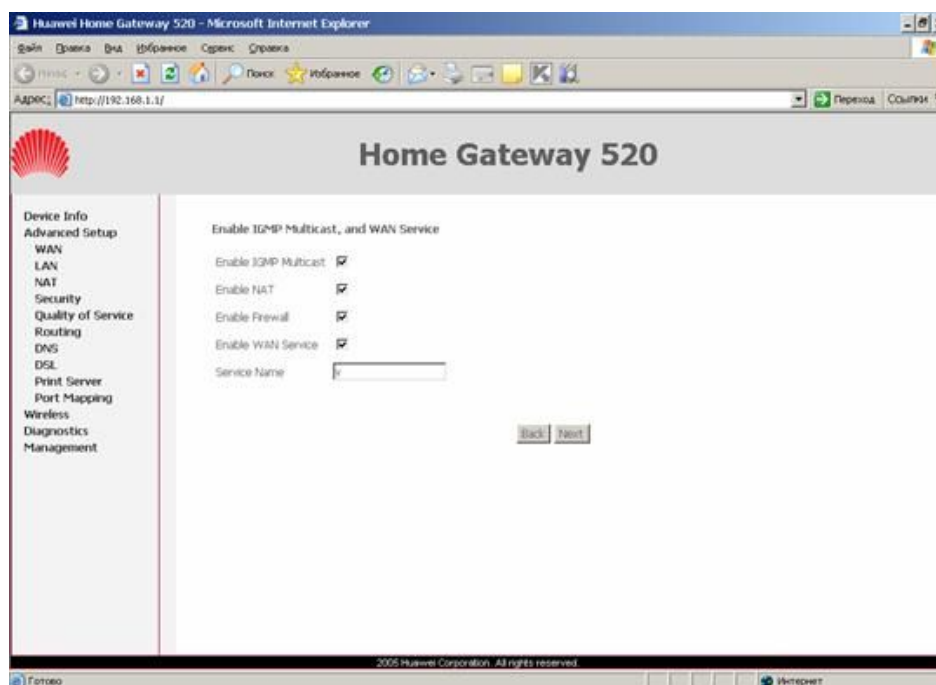 Huawei Home Gateway 520 - Microsoft Internet Explorer
Файл Правка Вид Избранное Сервис Справка
Назад Поиск Избранное
Адрес: http://192.168.1.1/ Переход Ссылки
Home Gateway 520
Device Info
Advanced Setup
WAN
LAN
NAT
Security
Quality of Service
Routing
DNS
DSL
Print Server
Port Mapping
Wireless
Diagnostics
Management
Enable IGMP Multicast, and WAN Service
Enable IGMP Multicast
Enable NAT
Enable Firewall
Enable WAN Service
Service Name
Back Next
2005 Huawei Corporation. All rights reserved.
Готово Интернет